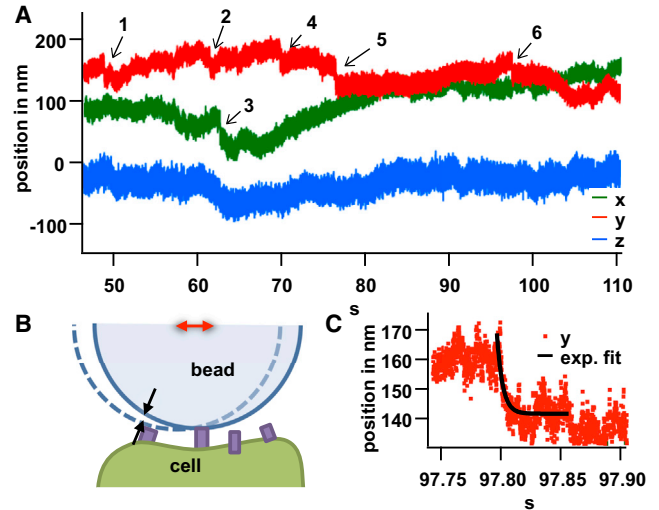 A
1
2
4
5
6
3
position in nm
200
100
0
-100
x
y
z
50
60
70
80
90
100
110
s
B
bead
cell
C
position in nm
170
160
150
140
y
exp. fit
97.75
97.80
97.85
97.90
s